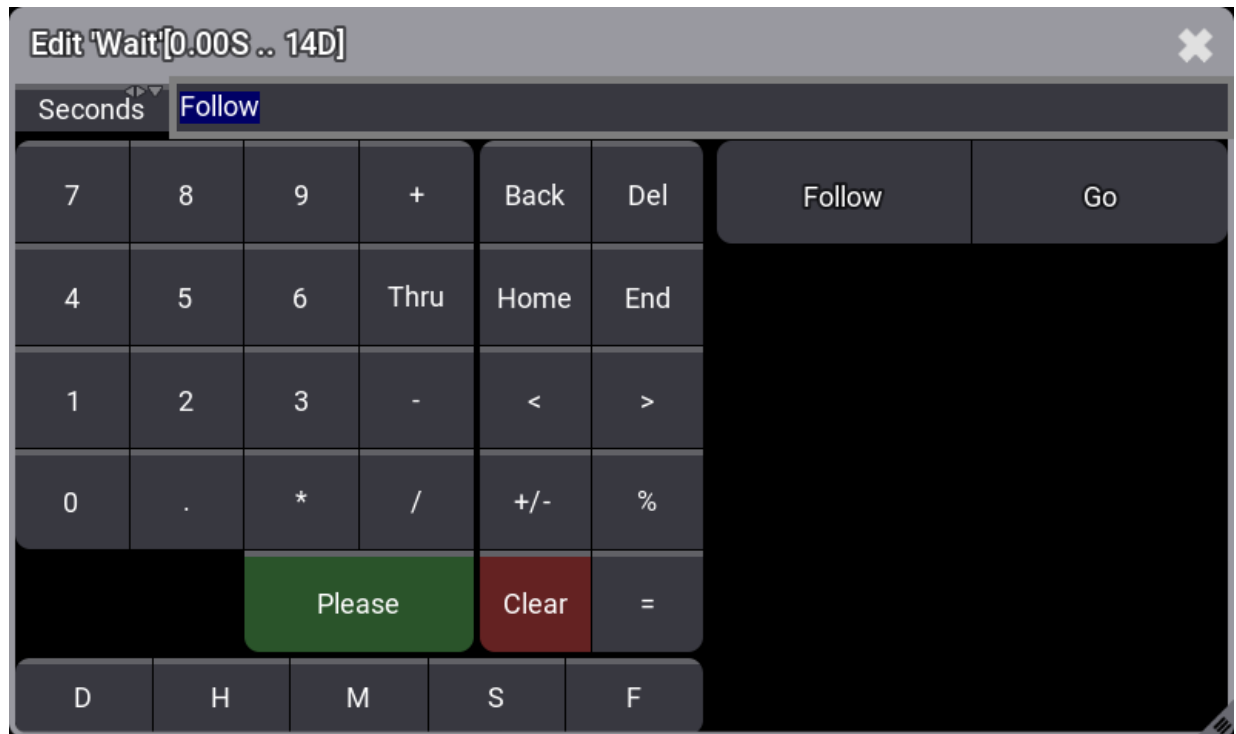 Edit 'Wait'[0.00S .. 14D]
Seconds Follow
7 8 9 + Back Del Follow Go
4 5 6 Thru Home End
1 2 3 - < >
0 . * / +/- %
Please Clear =
D H M S F